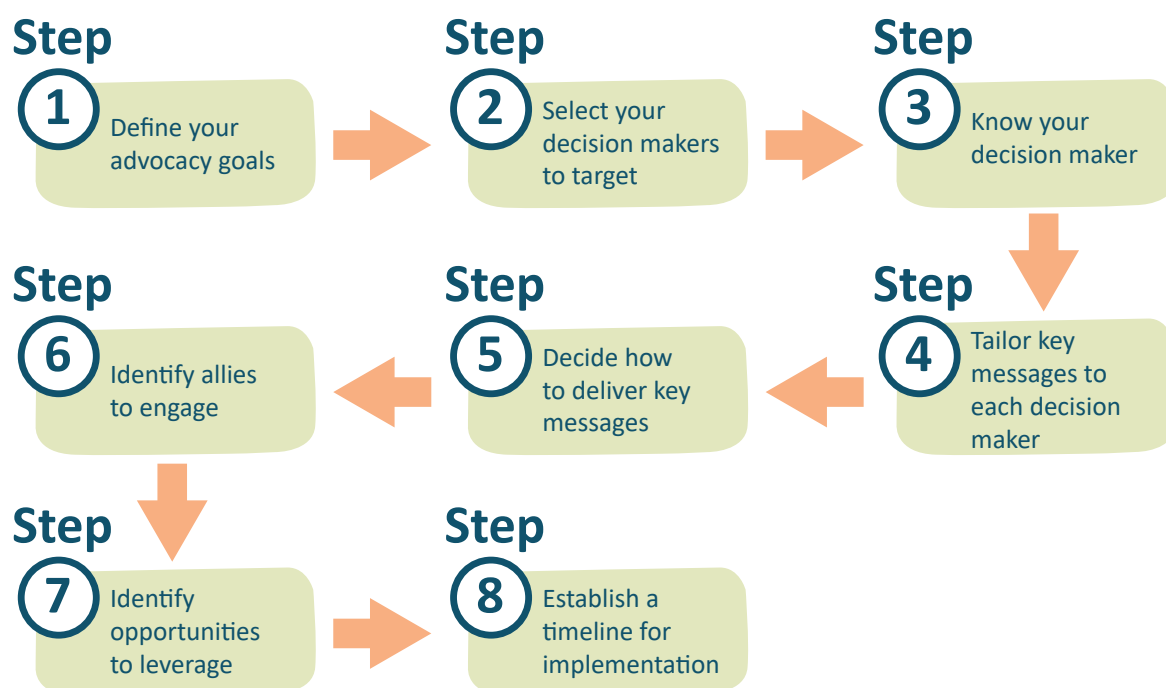 Step
1
Define your
advocacy goals
Step
2
Select your
decision makers
to target
Step
3
Know your
decision maker
Step
4
Tailor key
messages to
each decision
maker
Step
5
Decide how
to deliver key
messages
Step
6
Identify allies
to engage
Step
7
Identify
opportunities
to leverage
Step
8
Establish a
timeline for
implementation